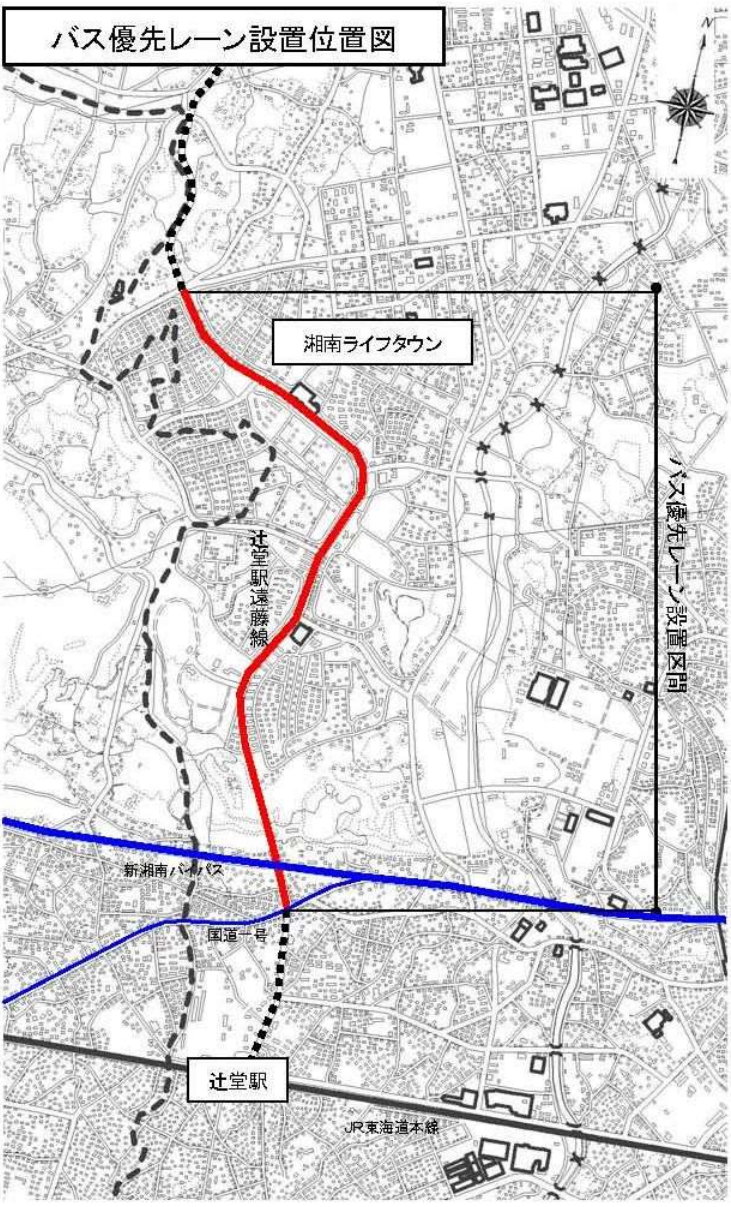 バス優先レーン設置位置図
N
湘南ライフタウン
バス優先レーン設置区間
辻堂駅遠藤線
新湘南バイパス
国道一号
辻堂駅
JR東海道本線